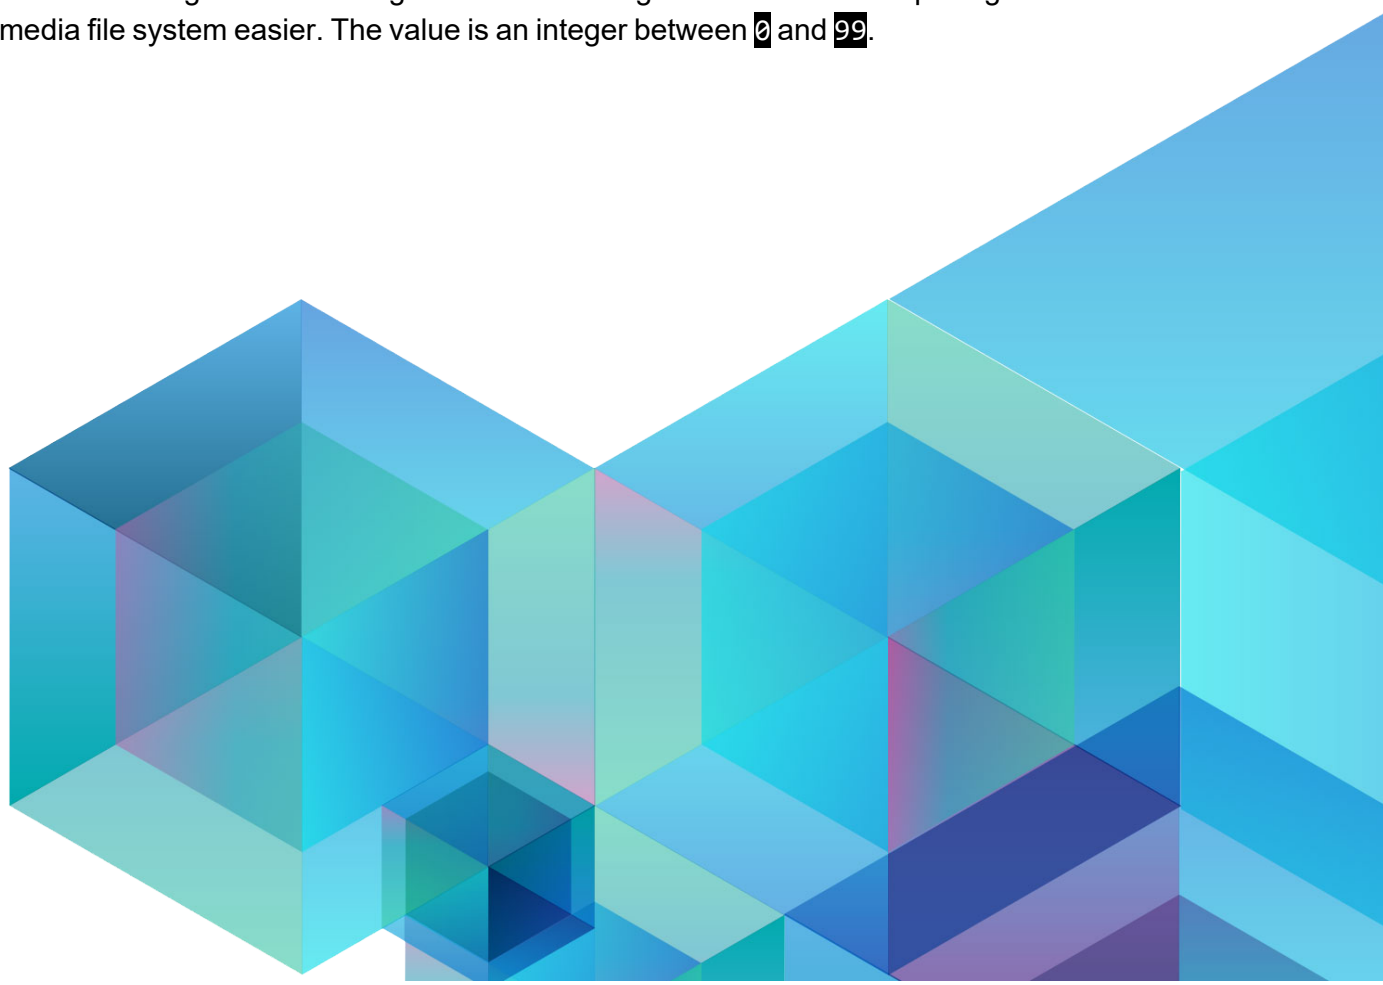 media file system easier. The value is an integer between 0 and 99.